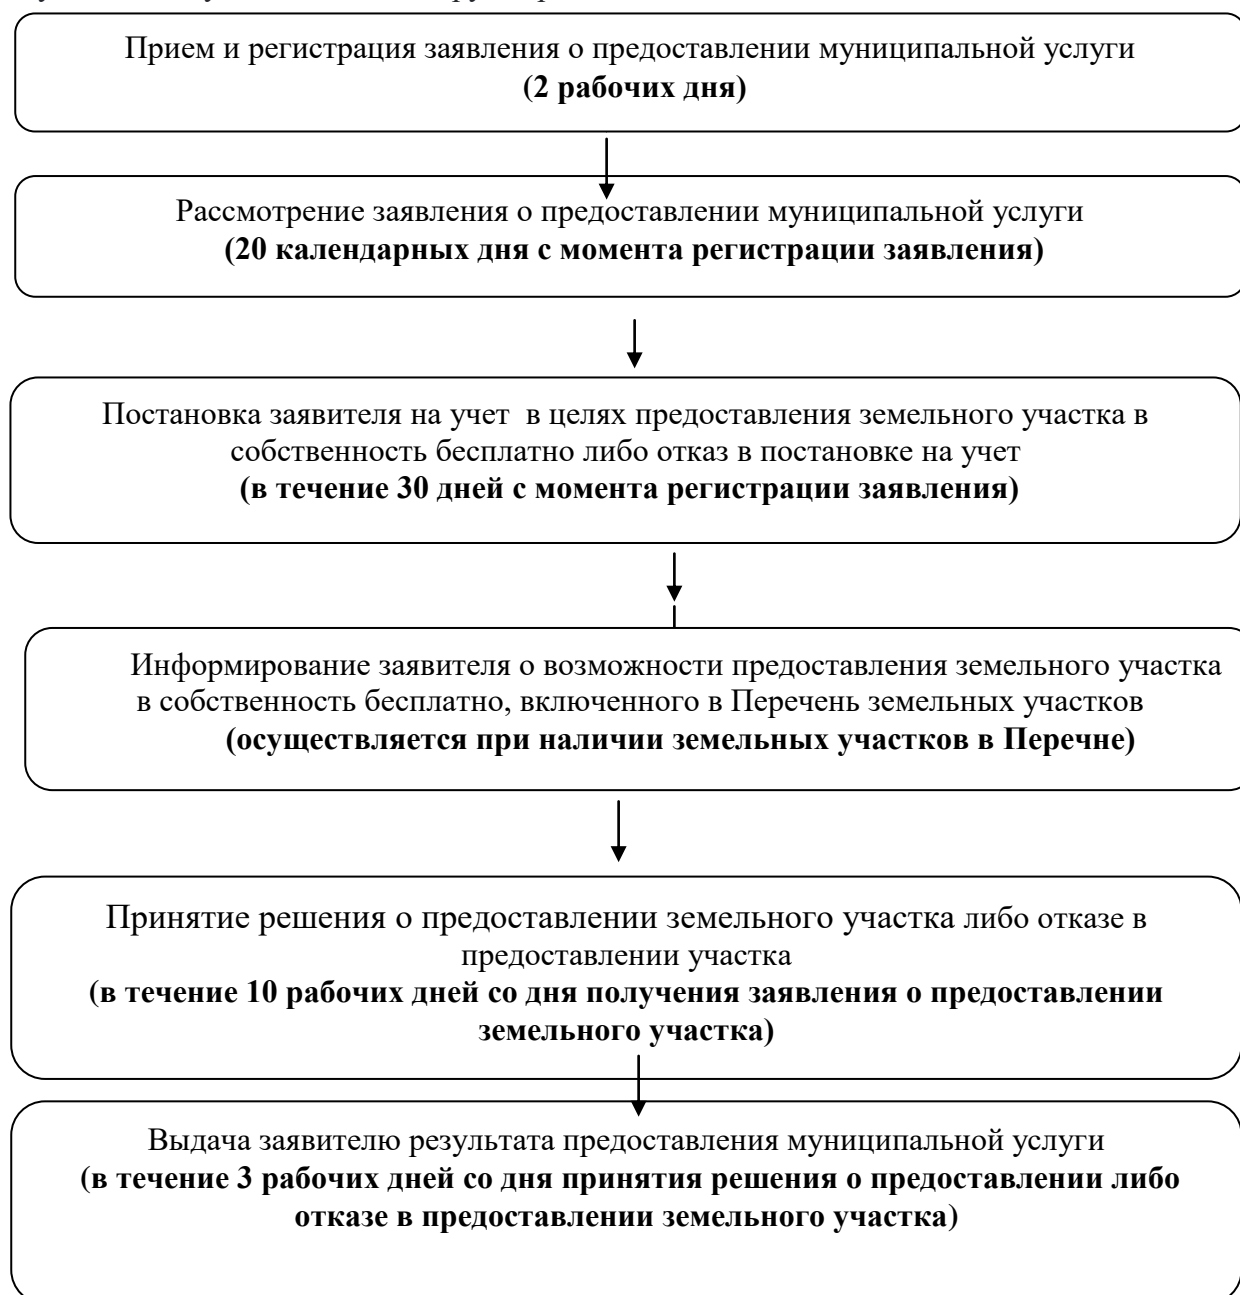 Прием и регистрация заявления о предоставлении муниципальной услуги
(2 рабочих дня)
Рассмотрение заявления о предоставлении муниципальной услуги
(20 календарных дня с момента регистрации заявления)
Постановка заявителя на учет в целях предоставления земельного участка в
собственность бесплатно либо отказ в постановке на учет
(в течение 30 дней с момента регистрации заявления)
Информирование заявителя о возможности предоставления земельного участка
в собственность бесплатно, включенного в Перечень земельных участков
(осуществляется при наличии земельных участков в Перечне)
Принятие решения о предоставлении земельного участка либо отказе в
предоставлении участка
(в течение 10 рабочих дней со дня получения заявления о предоставлении
земельного участка)
Выдача заявителю результата предоставления муниципальной услуги
(в течение 3 рабочих дней со дня принятия решения о предоставлении либо
отказе в предоставлении земельного участка)